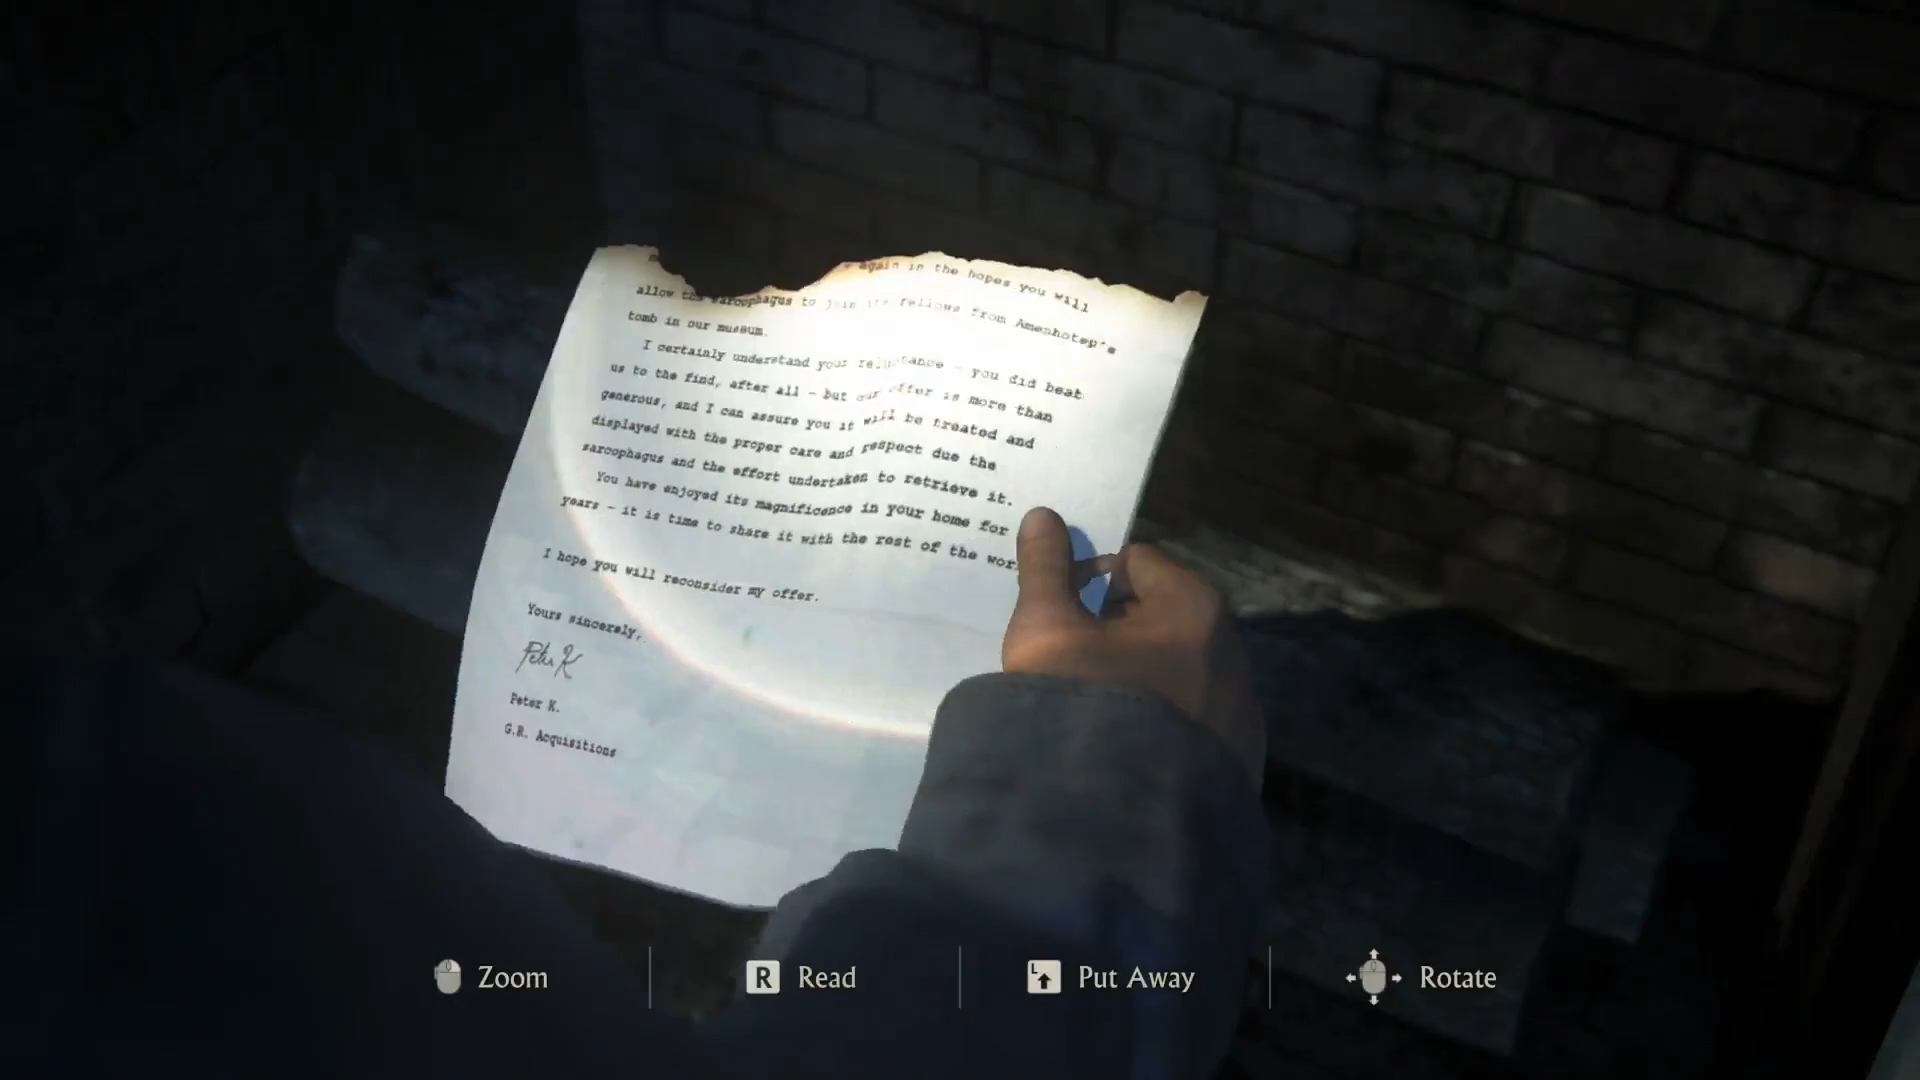 again in the hopes you will
allow the sarcophagus to join its fellows from Amenhotep's
tomb in our museum.
I certainly understand your reluctance - you did beat
us to the find, after all - but our offer is more than
generous, and I can assure you it will be treated and
displayed with the proper care and respect due the
sarcophagus and the effort undertaken to retrieve it.
You have enjoyed its magnificence in your home for
years - it is time to share it with the rest of the wor
I hope you will reconsider my offer.
Yours sincerely,
Peter K
Peter K.
G.R. Acquisitions
Zoom
R Read
L Put Away
Rotate